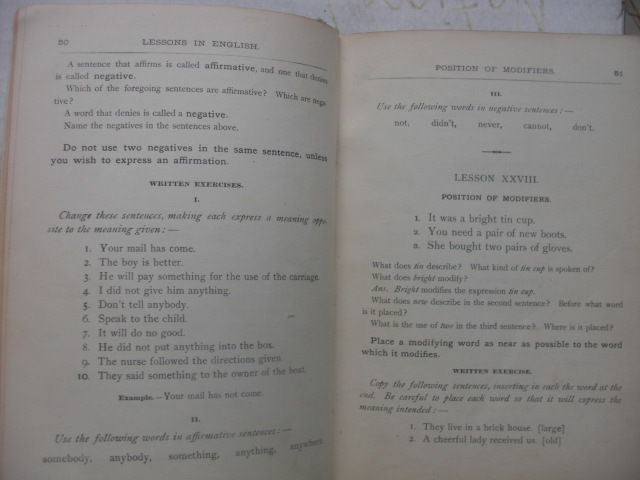 50 LESSONS IN ENGLISH.
A sentence that affirms is called affirmative, and one that denies
is called negative.
Which of the foregoing sentences are affirmative? Which are nega-
tive?
A word that denies is called a negative.
Name the negatives in the sentences above.
Do not use two negatives in the same sentence, unless
you wish to express an affirmation.
WRITTEN EXERCISES.
I.
Change these sentences, making each express a meaning oppo-
site to the meaning given:—
1. Your mail has come.
2. The boy is better.
3. He will pay something for the use of the carriage.
4. I did not give him anything.
5. Don't tell anybody.
6. Speak to the child.
7. It will do no good.
8. He did not put anything into the box.
9. The nurse followed the directions given.
10. They said something to the owner of the boat.
Example.—Your mail has not come.
II.
Use the following words in affirmative sentences:—
somebody, anybody, something, anything, anywhere
POSITION OF MODIFIERS. 51
III.
Use the following words in negative sentences:—
not, didn't, never, cannot, don't.
LESSON XXVIII.
POSITION OF MODIFIERS.
1. It was a bright tin cup.
2. You need a pair of new boots.
3. She bought two pairs of gloves.
What does tin describe? What kind of tin cup is spoken of?
What does bright modify?
Ans. Bright modifies the expression tin cup.
What does new describe in the second sentence? Before what word
is it placed?
What is the use of two in the third sentence? Where is it placed?
Place a modifying word as near as possible to the word
which it modifies.
WRITTEN EXERCISE.
Copy the following sentences, inserting in each the word at the
end. Be careful to place each word so that it will express the
meaning intended:—
1. They live in a brick house. [large]
2. A cheerful lady received us. [old]